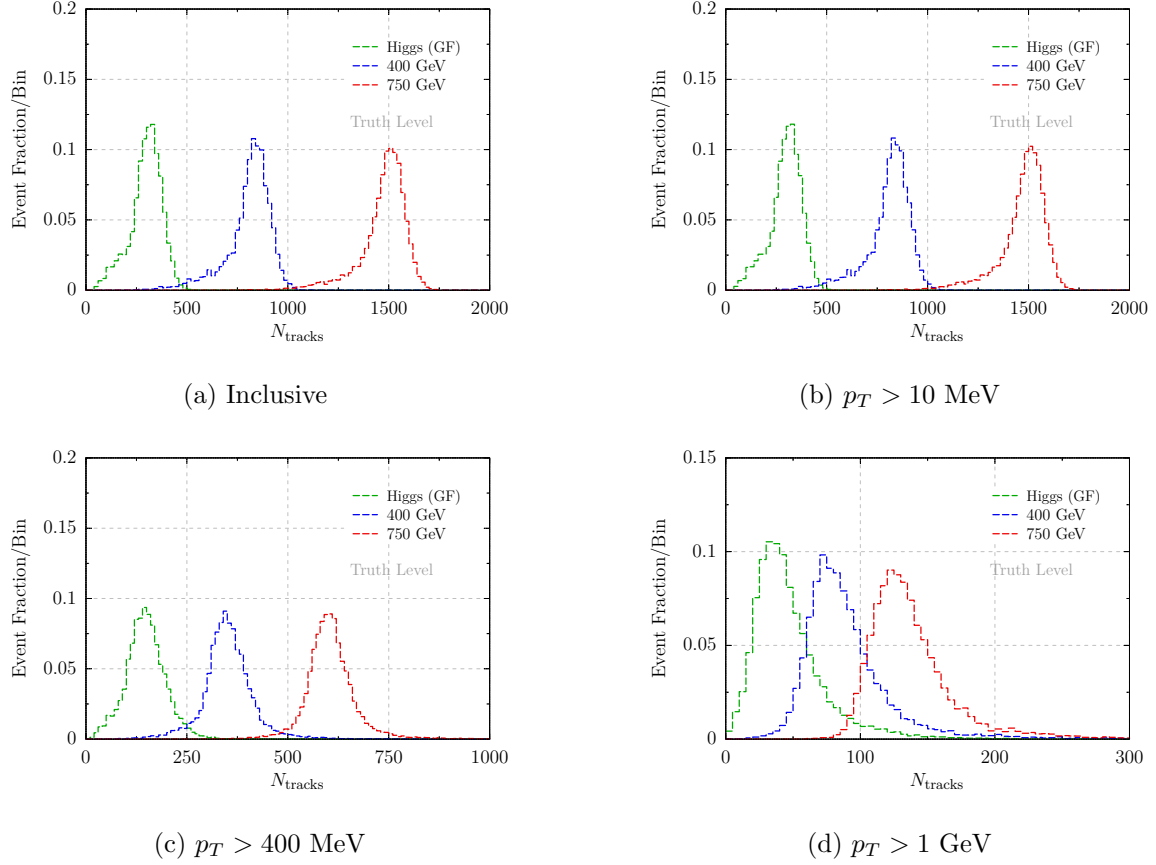 0.2
0.15
0.1
0.05
0
0 500 1000 1500 2000
Event Fraction/Bin
N_tracks
Higgs (GF)
400 GeV
750 GeV
Truth Level
(a) Inclusive
0.2
0.15
0.1
0.05
0
0 500 1000 1500 2000
Event Fraction/Bin
N_tracks
Higgs (GF)
400 GeV
750 GeV
Truth Level
(b) p_T > 10 MeV
0.2
0.15
0.1
0.05
0
0 250 500 750 1000
Event Fraction/Bin
N_tracks
Higgs (GF)
400 GeV
750 GeV
Truth Level
(c) p_T > 400 MeV
0.15
0.1
0.05
0
0 100 200 300
Event Fraction/Bin
N_tracks
Higgs (GF)
400 GeV
750 GeV
Truth Level
(d) p_T > 1 GeV